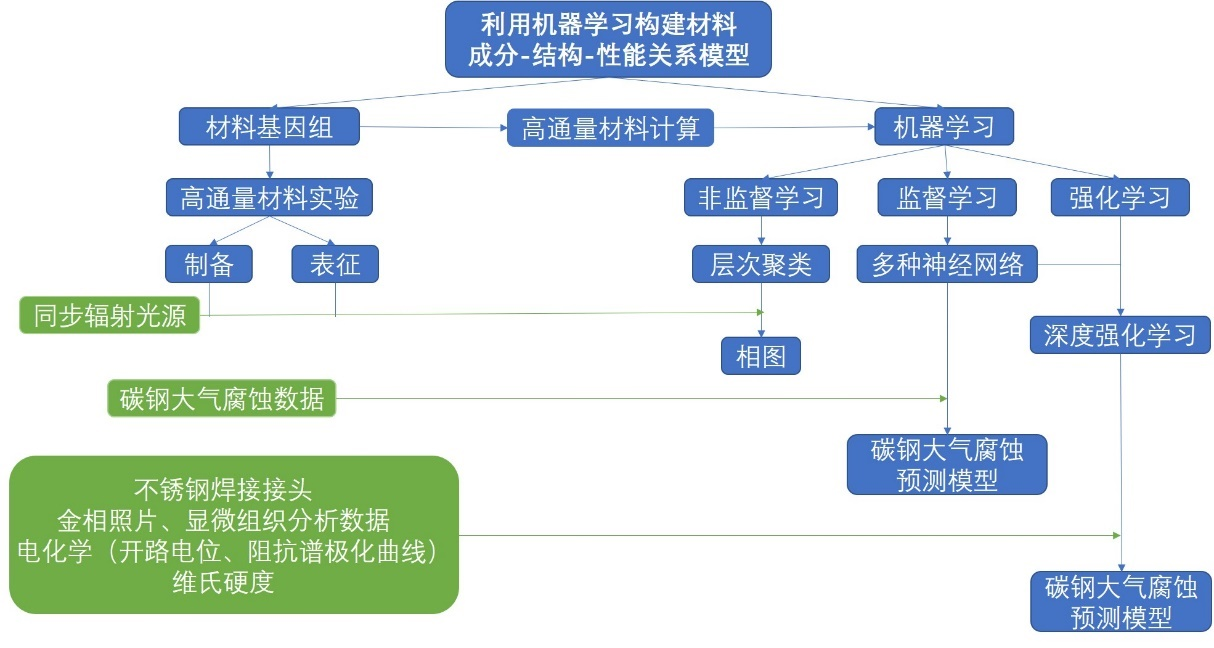 利用机器学习构建材料
成分-结构-性能关系模型
材料基因组
高通量材料计算
机器学习
高通量材料实验
非监督学习
监督学习
强化学习
制备
表征
层次聚类
多种神经网络
同步辐射光源
深度强化学习
相图
碳钢大气腐蚀数据
碳钢大气腐蚀
预测模型
不锈钢焊接接头
金相照片、显微组织分析数据
电化学（开路电位、阻抗谱极化曲线）
维氏硬度
碳钢大气腐蚀
预测模型